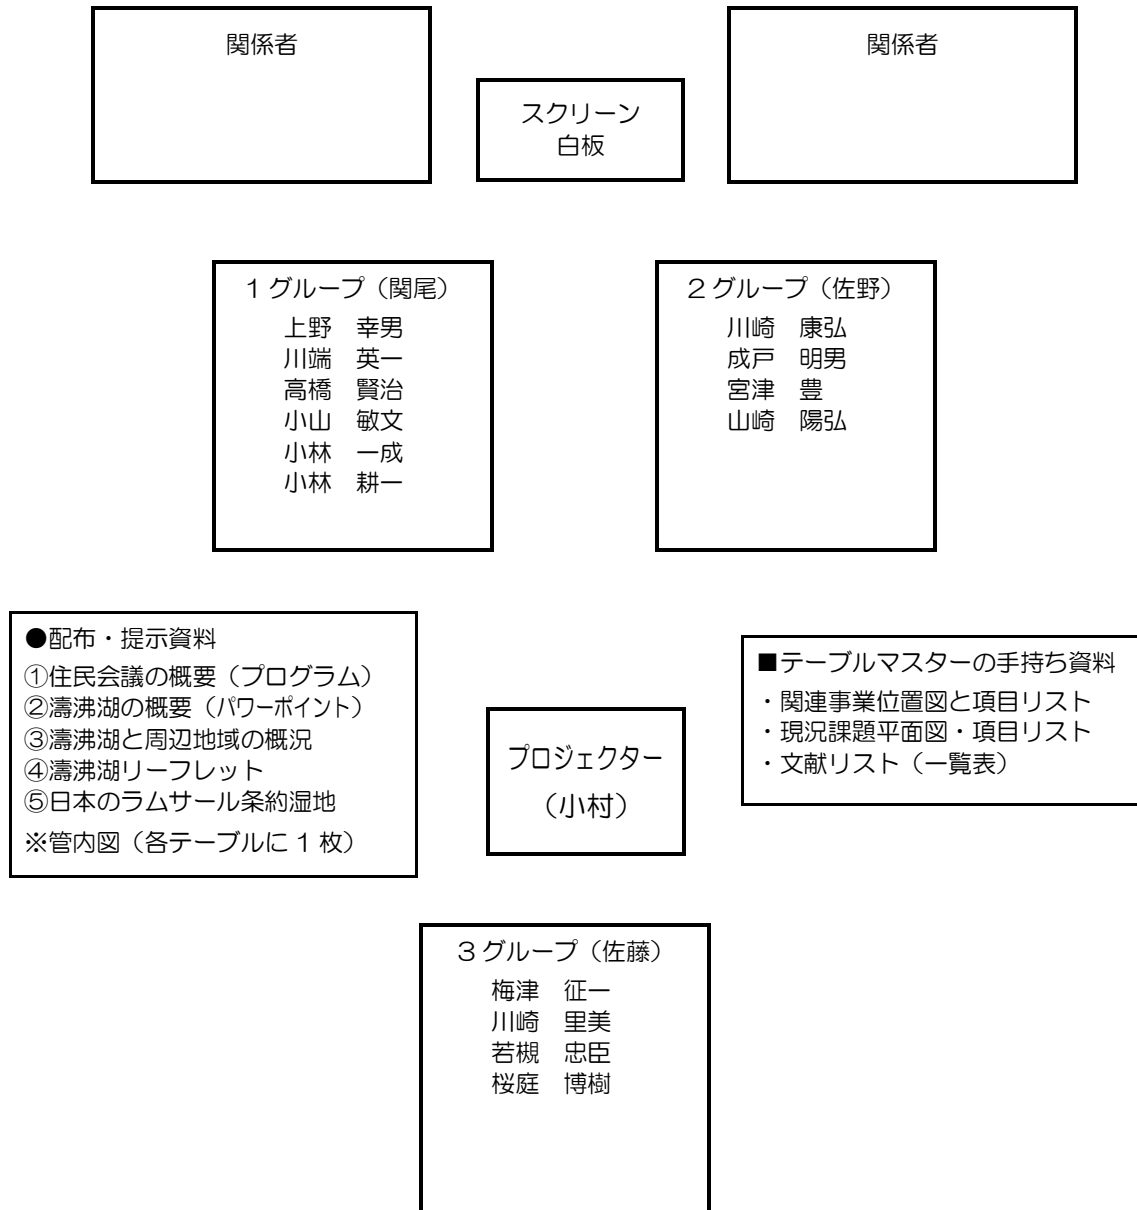 関係者
関係者
スクリーン
白板
1グループ（関尾）
上野　幸男
川端　英一
高橋　賢治
小山　敏文
小林　一成
小林　耕一
2グループ（佐野）
川崎　康弘
成戸　明男
宮津　豊
山崎　陽弘
●配布・提示資料
①住民会議の概要（プログラム）
②濤沸湖の概要（パワーポイント）
③濤沸湖と周辺地域の概況
④濤沸湖リーフレット
⑤日本のラムサール条約湿地
※管内図（各テーブルに1枚）
プロジェクター
（小村）
■テーブルマスターの手持ち資料
・関連事業位置図と項目リスト
・現況課題平面図・項目リスト
・文献リスト（一覧表）
3グループ（佐藤）
梅津　征一
川崎　里美
若槻　忠臣
桜庭　博樹